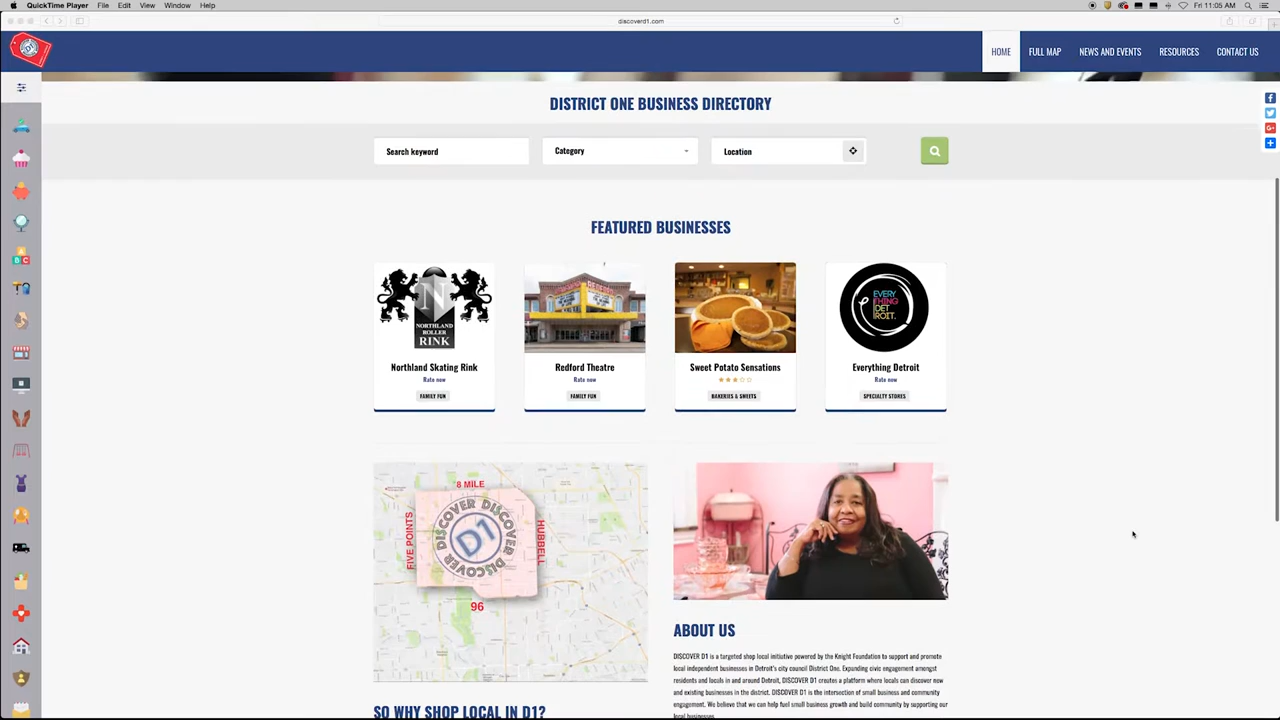 QuickTime Player File Edit View Window Help Fri 11:05 AM
discoverd1.com
HOME FULL MAP NEWS AND EVENTS RESOURCES CONTACT US
DISTRICT ONE BUSINESS DIRECTORY
Search keyword Category Location
FEATURED BUSINESSES
N
NORTHLAND
ROLLER
RINK
EVERY
THING
DET
ROIT.
Northland Skating Rink Redford Theatre Sweet Potato Sensations Everything Detroit
Rate now Rate now Rate now
FAMILY FUN FAMILY FUN BAKERIES & SWEETS SPECIALTY STORES
8 MILE
FIVE POINTS
DISCOVER DISCOVER DISCOVER
D1
HUBBELL
96
ABOUT US
DISCOVER D1 is a targeted shop local initiative powered by the Knight Foundation to support and promote
local independent businesses in Detroit's city council District One. Expanding civic engagement amongst
residents and locals in and around Detroit, DISCOVER D1 creates a platform where locals can discover new
and existing businesses in the district. DISCOVER D1 is the intersection of small business and community
engagement. We believe that we can help fuel small business growth and build community by supporting our
local businesses.
SO WHY SHOP LOCAL IN D1?